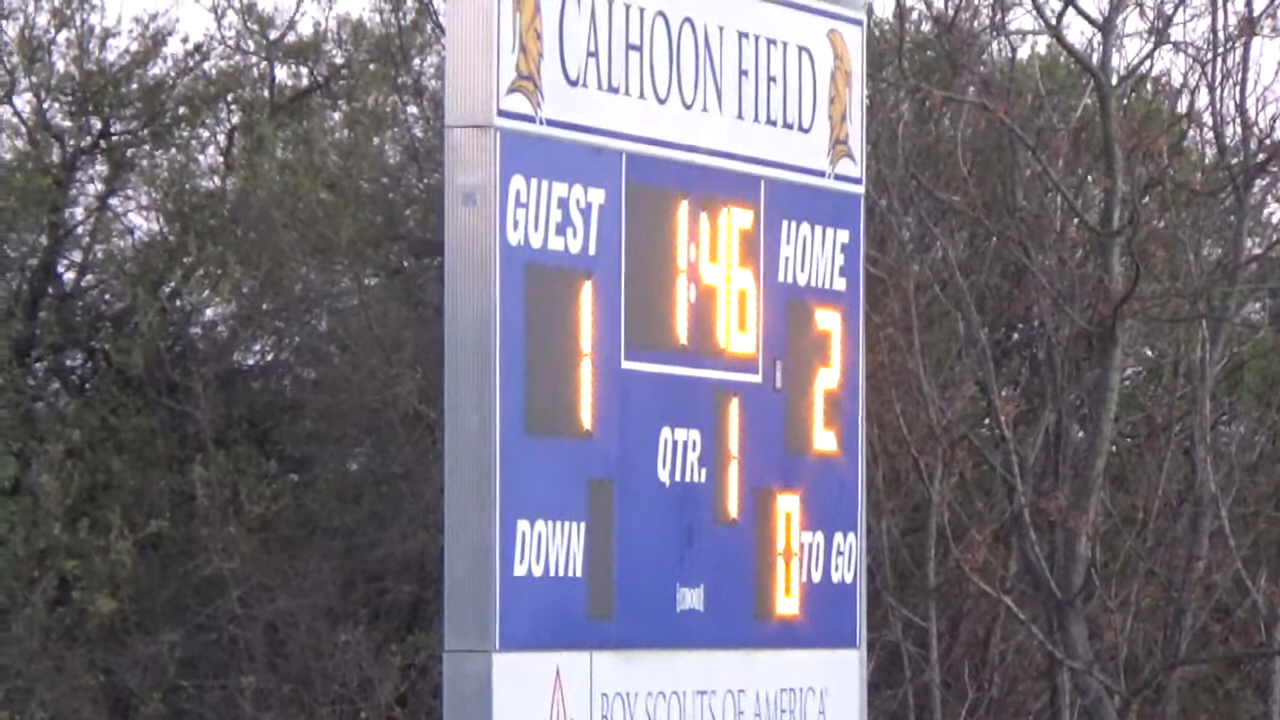 CALHOON FIELD
GUEST
1:46
HOME
1
2
QTR. 1
DOWN
0 TO GO
BOY SCOUTS OF AMERICA